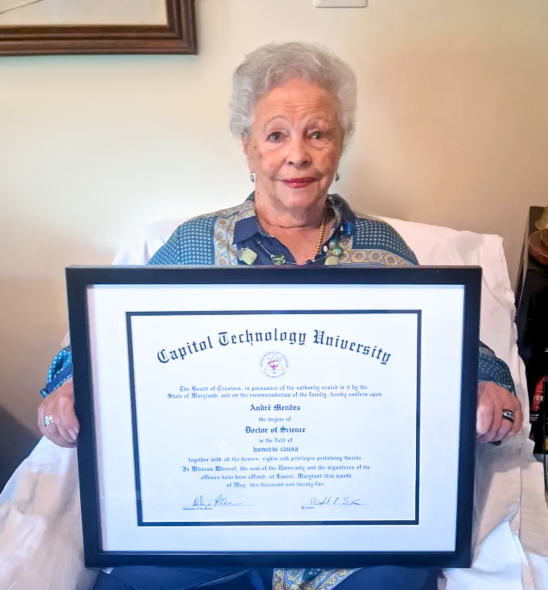 Capitol Technology University
The Board of Trustees, in pursuance of the authority vested in it by the
State of Maryland, and on the recommendation of the faculty, hereby confers upon
André Mendes
the degree of
Doctor of Science
in the field of
honoris causa
together with all the honors, rights and privileges pertaining thereto
In Witness Whereof, the seal of the University and the signatures of its
officers have been affixed, at Laurel, Maryland this month
of May, two thousand and twenty-five.